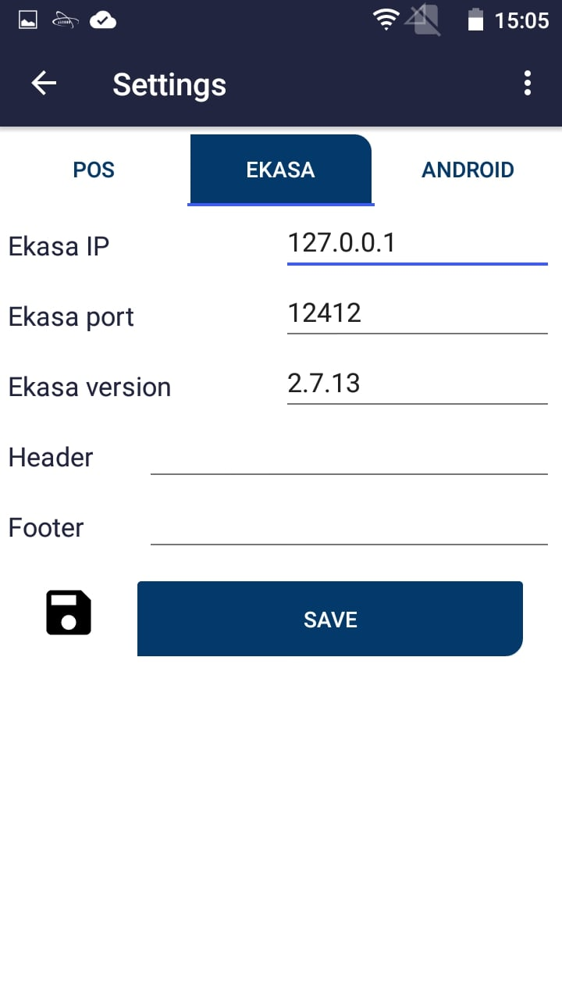 15:05
Settings
POS EKASA ANDROID
Ekasa IP 127.0.0.1
Ekasa port 12412
Ekasa version 2.7.13
Header
Footer
SAVE